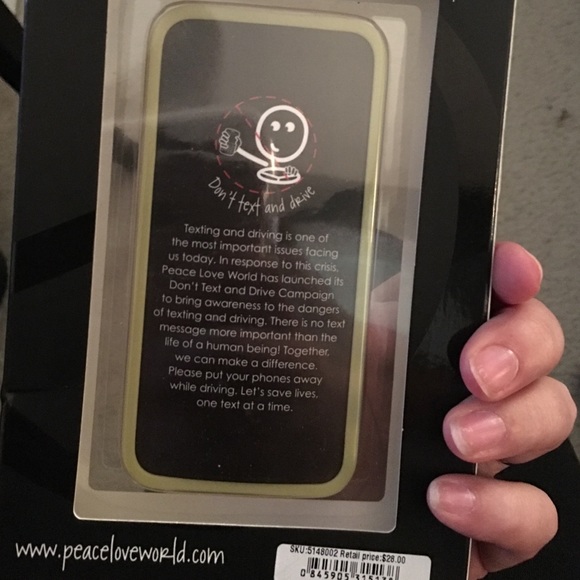 Don't text and drive
Texting and driving is one of
the most important issues facing
us today. In response to this crisis,
Peace Love World has launched its
Don't Text and Drive Campaign
to bring awareness to the dangers
of texting and driving. There is no text
message more important than the
life of a human being! Together,
we can make a difference.
Please put your phones away
while driving. Let's save lives,
one text at a time.
www.peaceloveworld.com
SKU:5148002 Retail price:$28.00